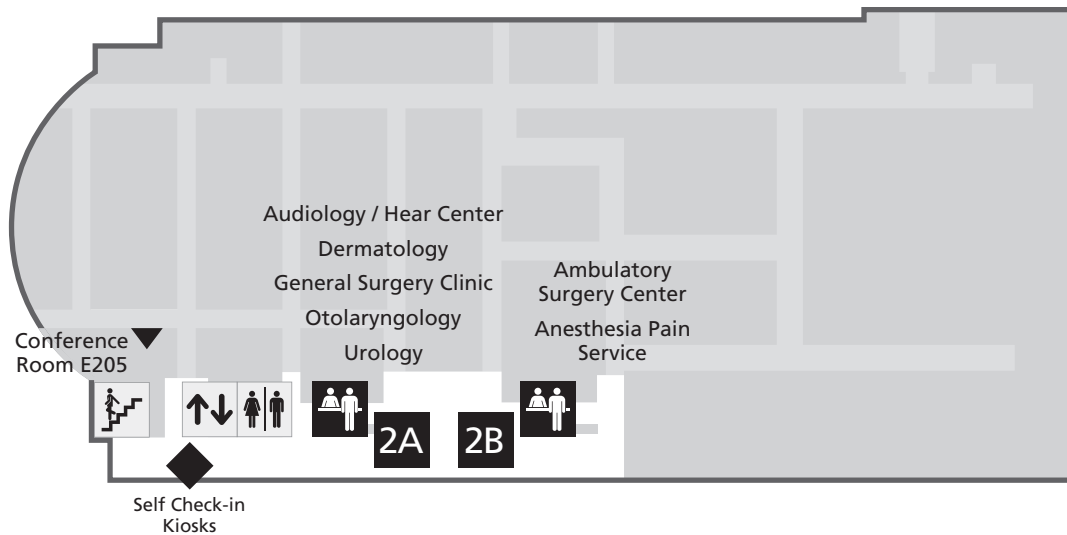 Audiology / Hear Center
Dermatology
General Surgery Clinic
Otolaryngology
Urology
Ambulatory
Surgery Center
Anesthesia Pain
Service
Conference
Room E205
2A
2B
Self Check-in
Kiosks